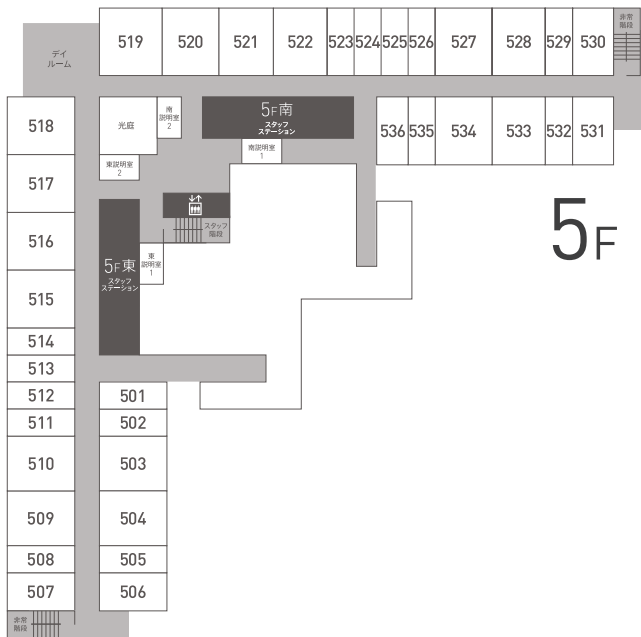 519
520
521
522
523
524
525
526
527
528
529
530
非常
階段
デイ
ルーム
518
光庭
南
説明室
2
5F南
スタッフ
ステーション
南説明室
1
536
535
534
533
532
531
東説明室
2
517
スタッフ
階段
516
5F東
スタッフ
ステーション
東
説明室
1
5F
515
514
513
512
501
511
502
510
503
509
504
508
505
507
506
非常
階段